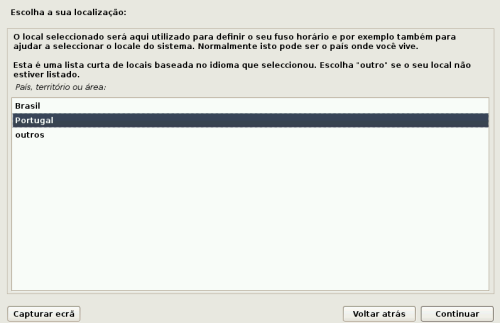 Escolha a sua localização:
O local seleccionado será aqui utilizado para definir o seu fuso horário e por exemplo também para
ajudar a seleccionar o locale do sistema. Normalmente isto pode ser o país onde você vive.
Esta é uma lista curta de locais baseada no idioma que seleccionou. Escolha "outro" se o seu local não
estiver listado.
País, território ou área:
Brasil
Portugal
outros
Capturar ecrã
Voltar atrás
Continuar